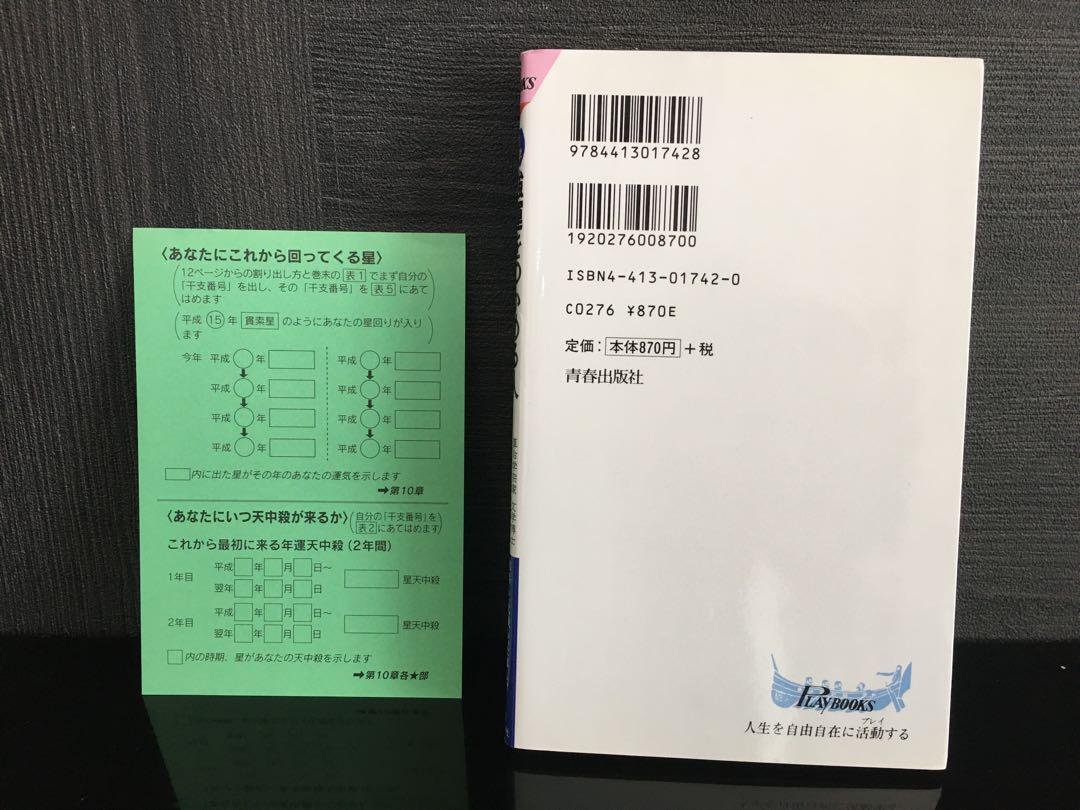 〈あなたにこれから回ってくる星〉
12ページからの割り出し方と巻末の 表1 でまず自分の
「干支番号」を出し、その「干支番号」を 表5 にあて
はめます
平成 15 年 貫索星 のようにあなたの星回りが入り
ます
今年 平成 年 平成 年
平成 年 平成 年
平成 年 平成 年
平成 年 平成 年
内に出た星がその年のあなたの運気を示します
➡第10章
〈あなたにいつ天中殺が来るか〉
自分の「干支番号」を
表2 にあてはめます
これから最初に来る年運天中殺(2年間)
1年目 平成 年 月 日~
翌年 年 月 日 星天中殺
2年目 平成 年 月 日~
翌年 年 月 日 星天中殺
内の時期、星があなたの天中殺を示します
➡第10章各★部
KS
9784413017428
1920276008700
ISBN4-413-01742-0
C0276 ¥870E
定価: 本体870円 +税
青春出版社
PLAYBOOKS
プレイ
人生を自由自在に活動する